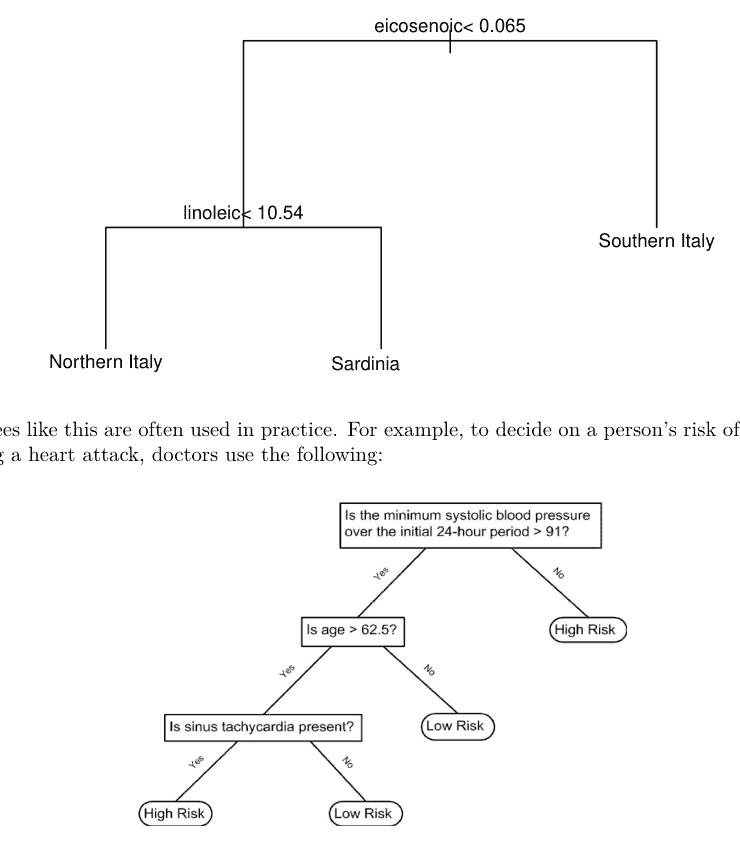 eicosenoic< 0.065
linoleic< 10.54
Southern Italy
Northern Italy
Sardinia
ees like this are often used in practice. For example, to decide on a person's risk of
g a heart attack, doctors use the following:
Is the minimum systolic blood pressure
over the initial 24-hour period > 91?
Yes
No
Is age > 62.5?
High Risk
Yes
No
Is sinus tachycardia present?
Low Risk
Yes
No
High Risk
Low Risk